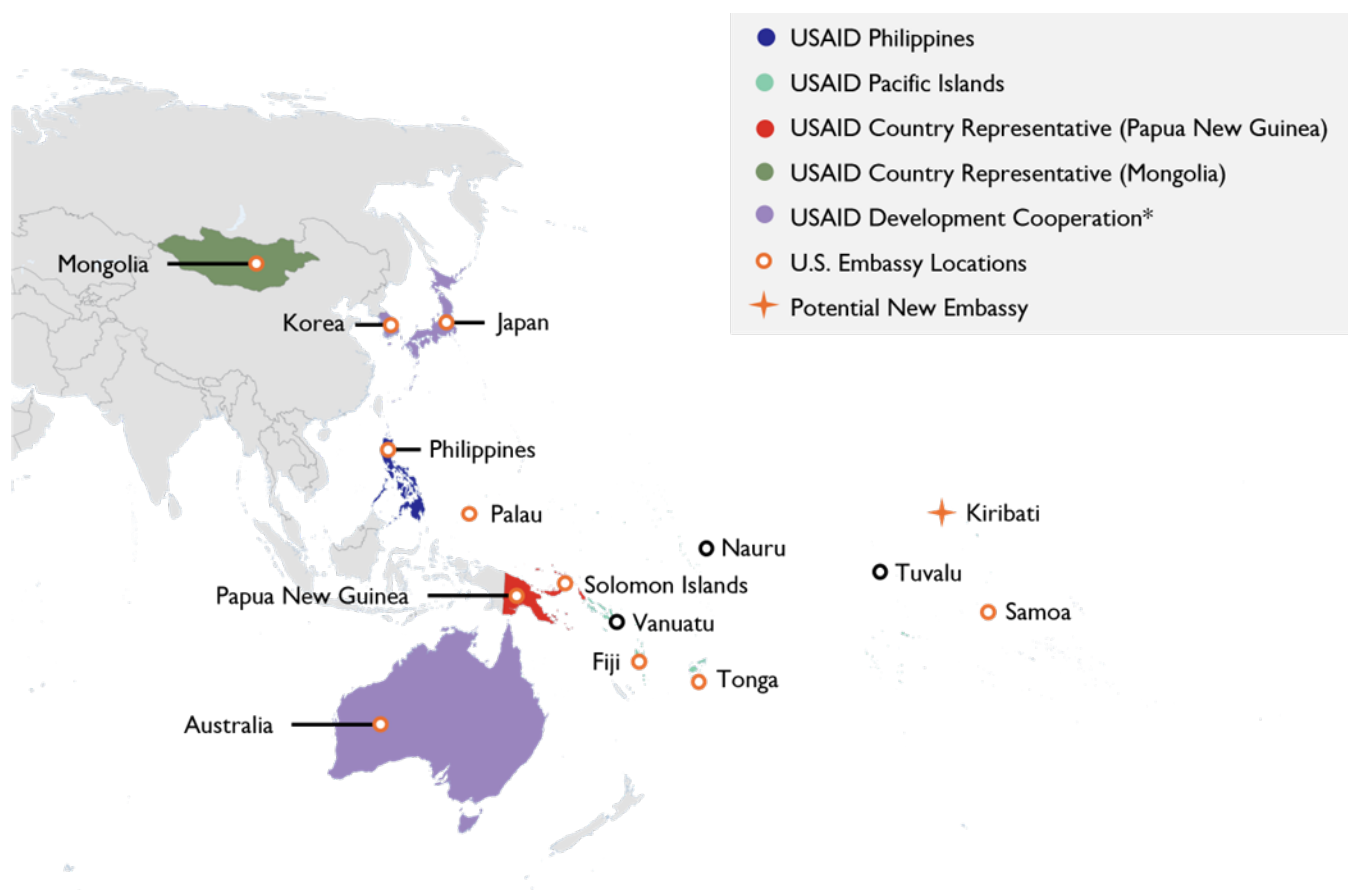 USAID Philippines
USAID Pacific Islands
USAID Country Representative (Papua New Guinea)
USAID Country Representative (Mongolia)
USAID Development Cooperation*
U.S. Embassy Locations
Potential New Embassy
Mongolia
Korea
Japan
Philippines
Palau
Kiribati
Nauru
Tuvalu
Papua New Guinea
Solomon Islands
Samoa
Vanuatu
Fiji
Tonga
Australia